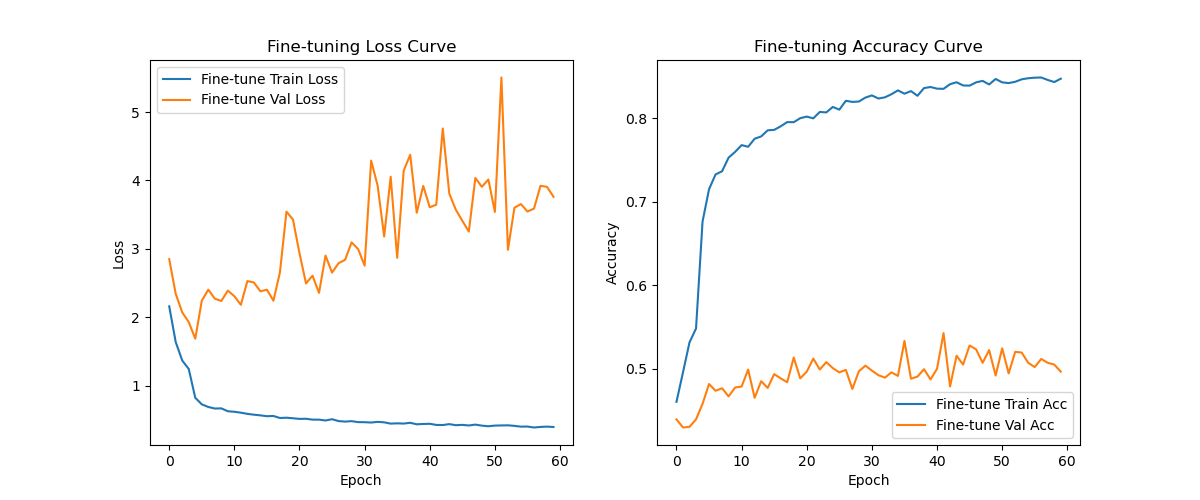 Fine-tuning Loss Curve
Fine-tune Train Loss
Fine-tune Val Loss
Loss
5
4
3
2
1
0 10 20 30 40 50 60
Epoch
Fine-tuning Accuracy Curve
Accuracy
0.8
0.7
0.6
0.5
Fine-tune Train Acc
Fine-tune Val Acc
0 10 20 30 40 50 60
Epoch